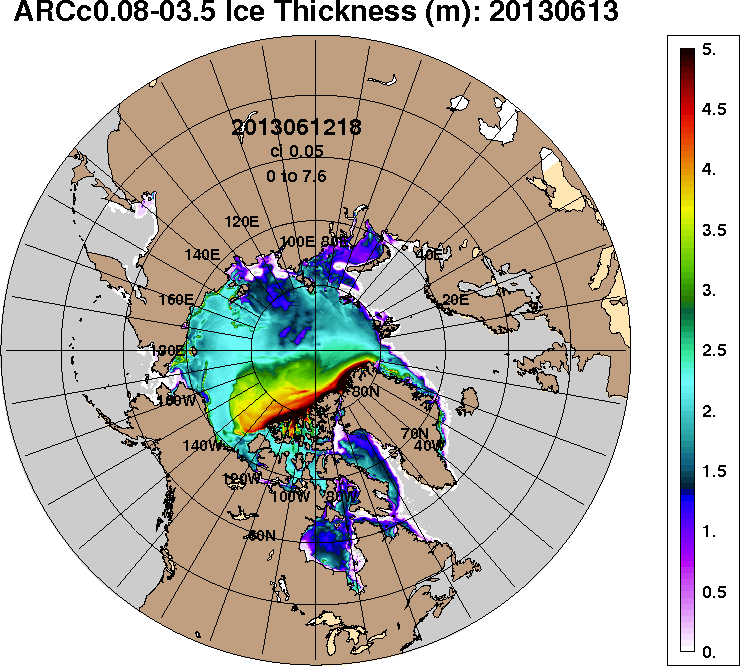 ARCc0.08-03.5 Ice Thickness (m): 20130613
2013061218
ci 0.05
0 to 7.6
120E
100E 80E
140E
40E
160E
20E
180E
160W
80N
140W
70N
40W
120W
100W 80W
60N
5.
4.5
4.
3.5
3.
2.5
2.
1.5
1.
0.5
0.